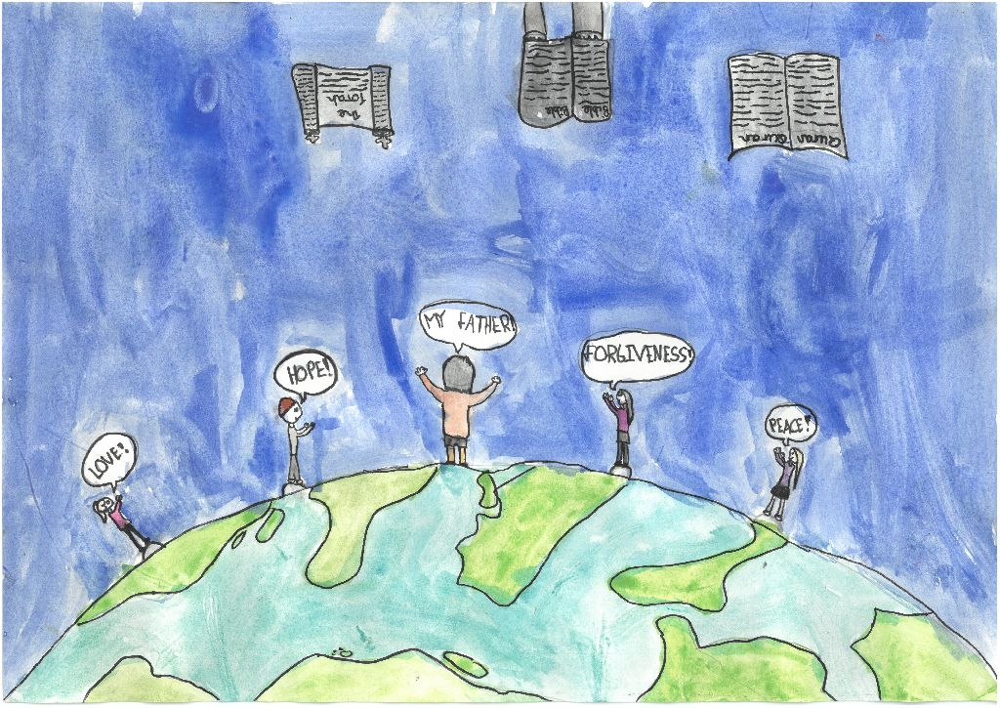 the
Torah
Bible Bible
Quran Quran
MY FATHER!
HOPE!
FORGIVENESS!
LOVE!
PEACE!